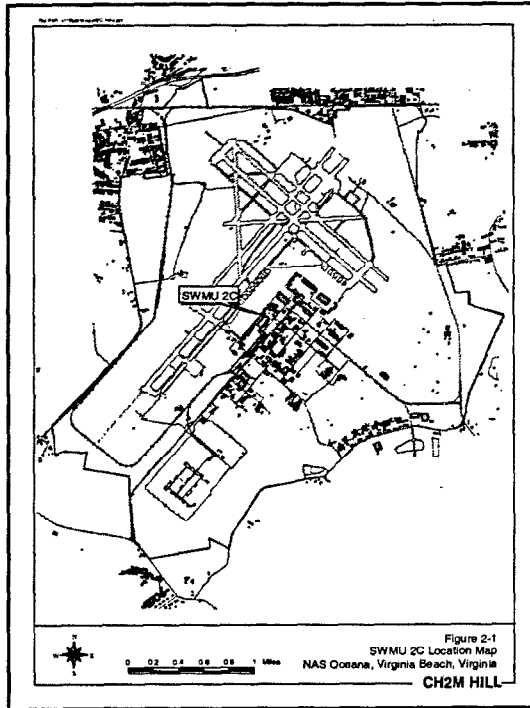 SWMU 2C
N
W E
S
0 0.2 0.4 0.6 0.8 1 Miles
Figure 2-1
SWMU 2C Location Map
NAS Oceana, Virginia Beach, Virginia
CH2M HILL